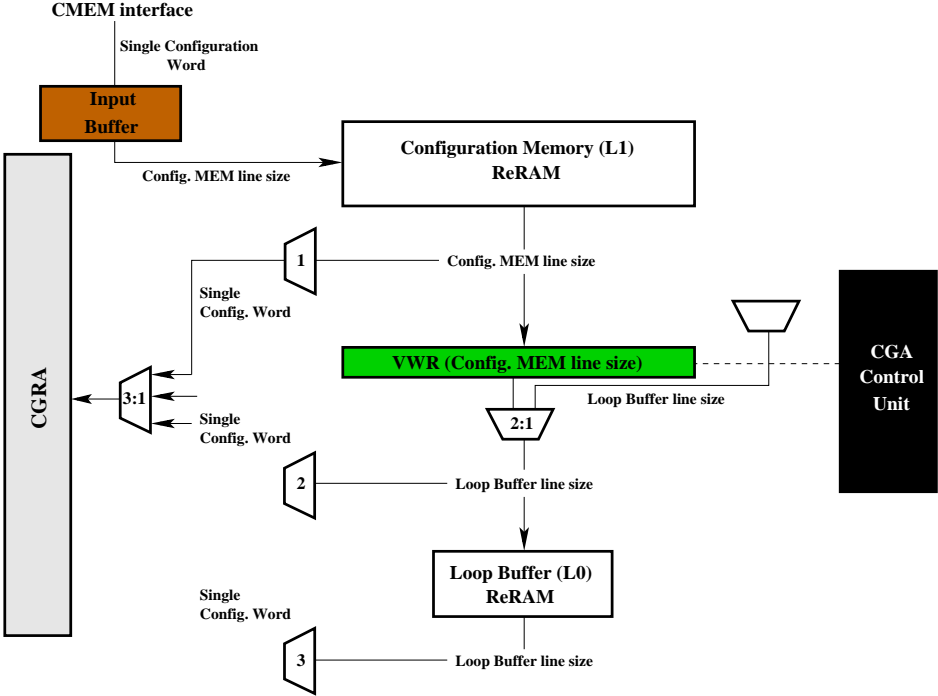 CMEM interface
Single Configuration
Word
Input
Buffer
Config. MEM line size
Configuration Memory (L1)
ReRAM
1
Config. MEM line size
Single
Config. Word
VWR (Config. MEM line size)
CGA
Control
Unit
CGRA
3:1
Loop Buffer line size
2:1
Single
Config. Word
2
Loop Buffer line size
Loop Buffer (L0)
ReRAM
Single
Config. Word
3
Loop Buffer line size